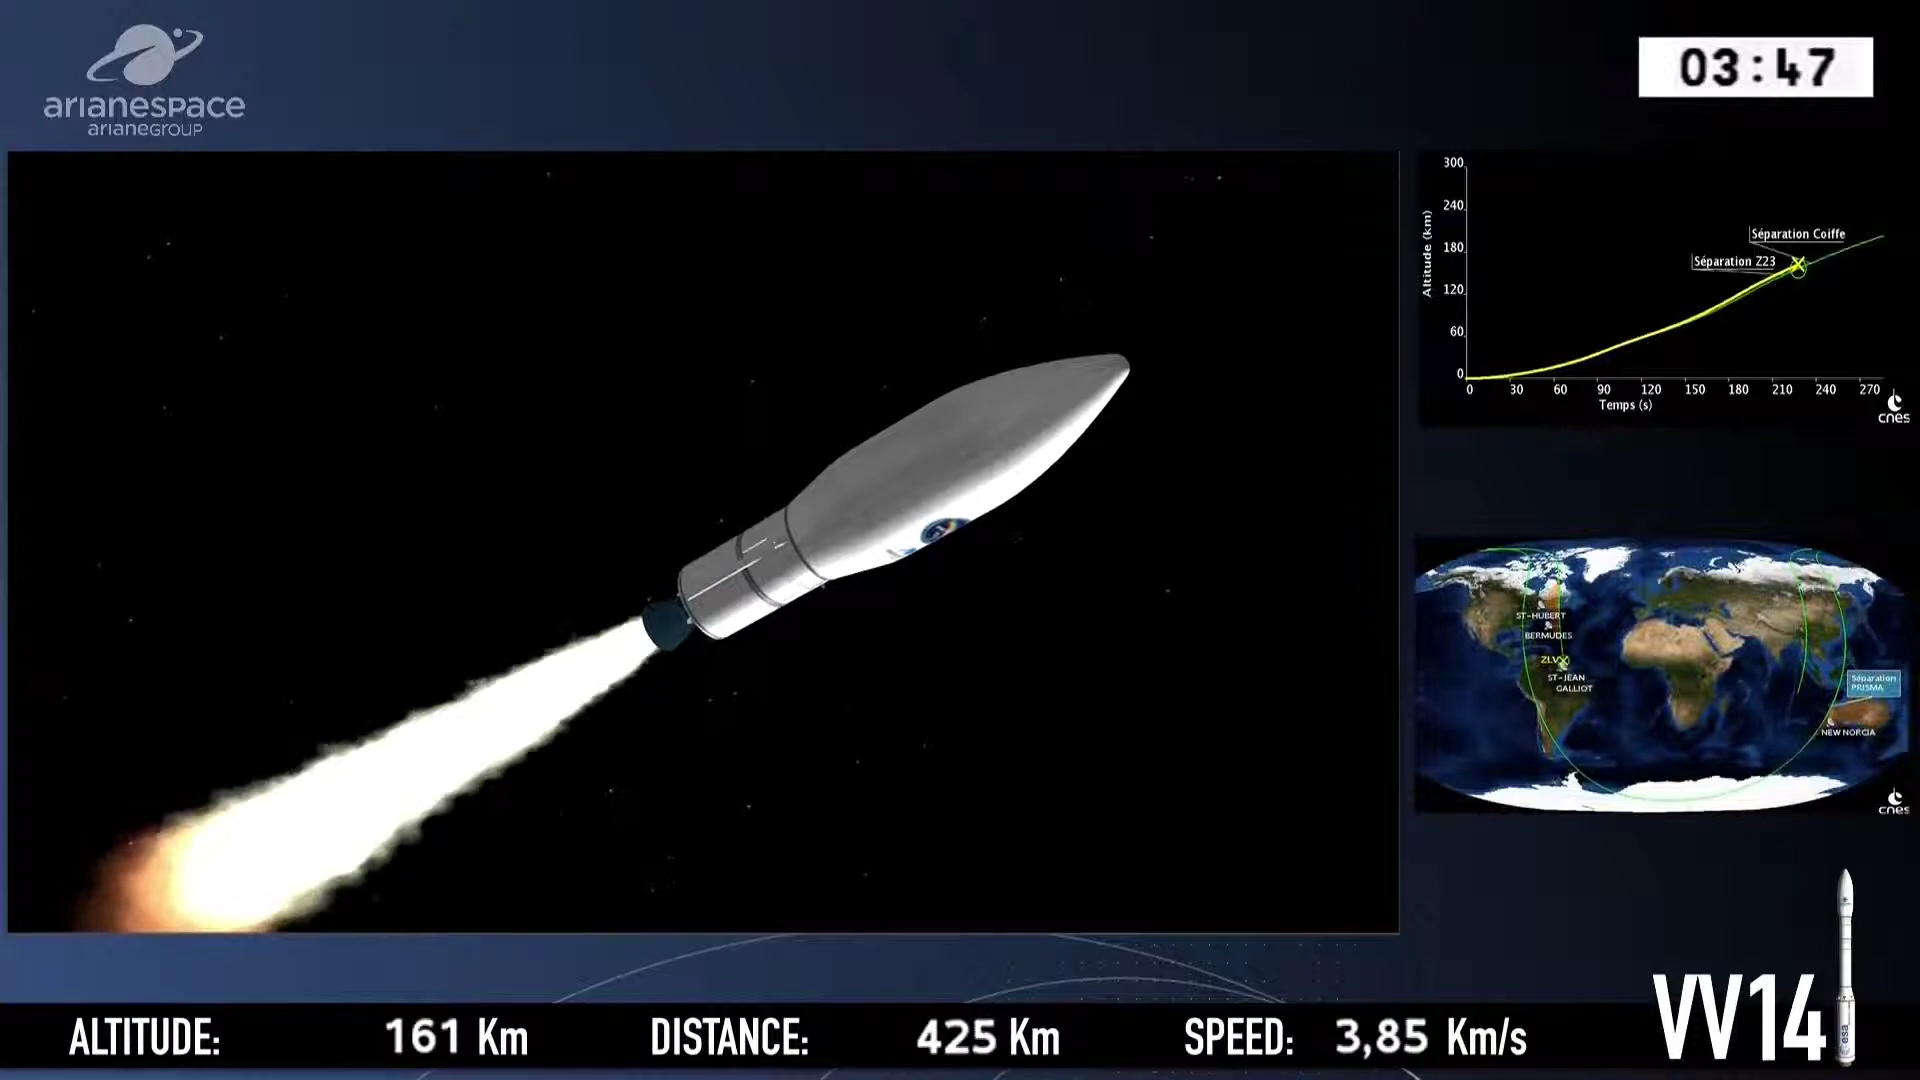 arianespace
arianeGROUP
03:47
300
240
180
120
60
0
Altitude (km)
Séparation Coiffe
Séparation Z23
0 30 60 90 120 150 180 210 240 270
Temps (s)
cnes
ST-HUBERT
BERMUDES
ZLV
ST-JEAN
GALLIOT
Séparation
PRISMA
NEW NORCIA
cnes
VV14
esa
ALTITUDE: 161 Km DISTANCE: 425 Km SPEED: 3,85 Km/s